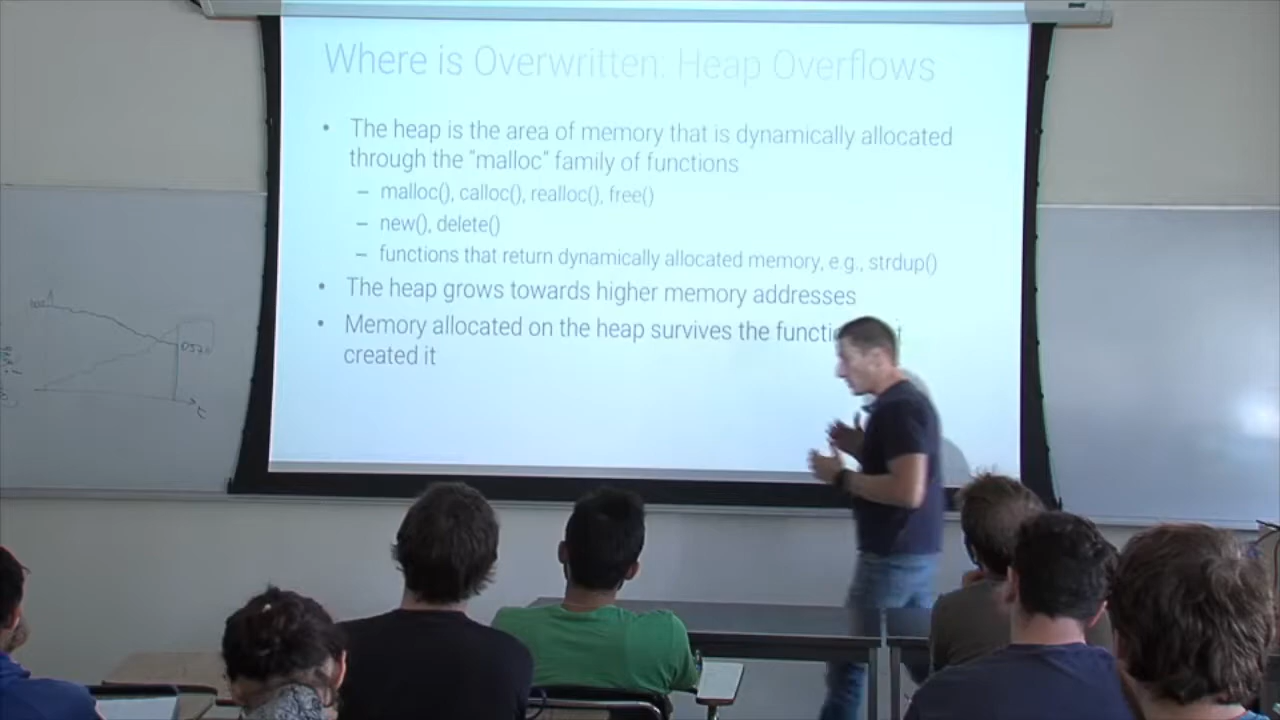 Where is Overwritten: Heap Overflows
• The heap is the area of memory that is dynamically allocated
through the "malloc" family of functions
– malloc(), calloc(), realloc(), free()
– new(), delete()
– functions that return dynamically allocated memory, e.g., strdup()
• The heap grows towards higher memory addresses
• Memory allocated on the heap survives the
created it
t